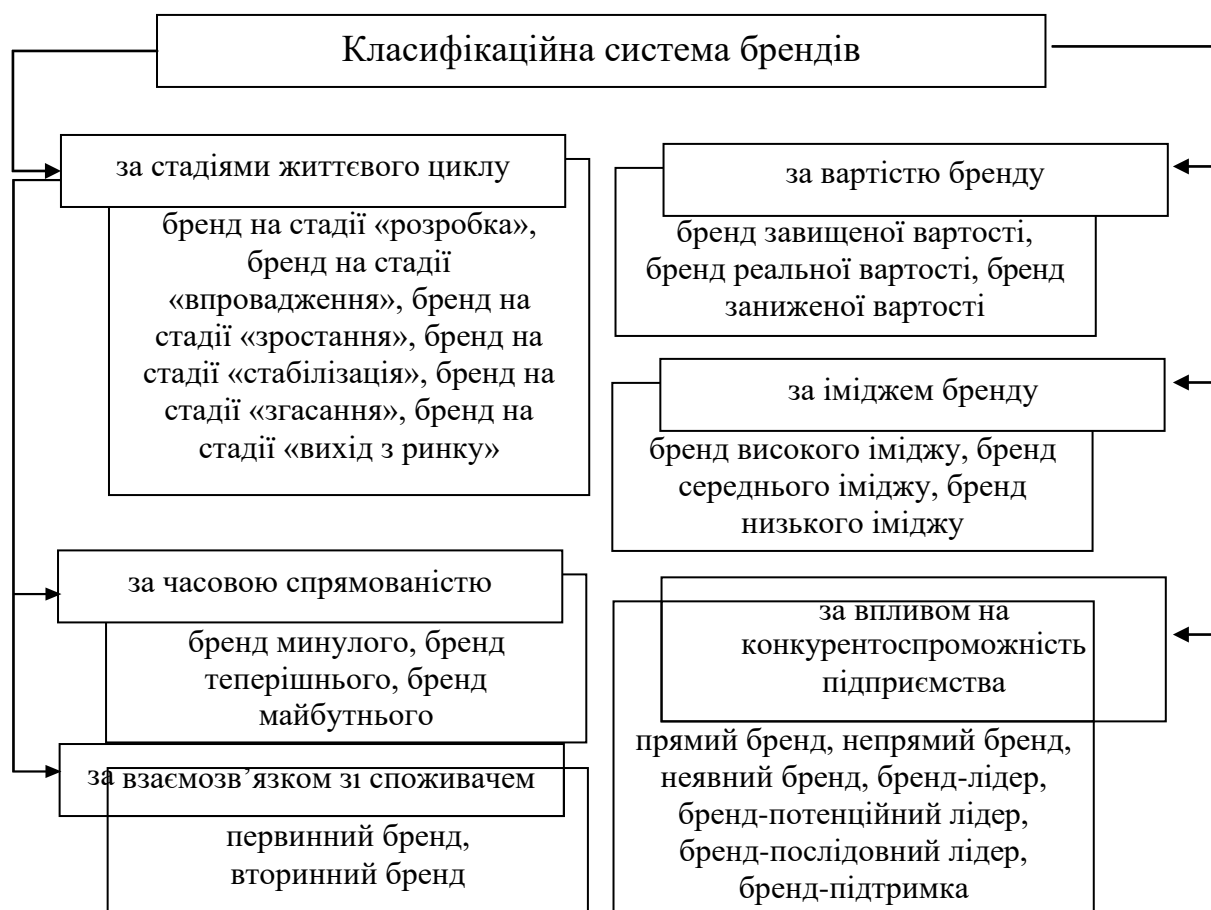 Класифікаційна система брендів
за стадіями життєвого циклу
бренд на стадії «розробка»,
бренд на стадії
«впровадження», бренд на
стадії «зростання», бренд на
стадії «стабілізація», бренд на
стадії «згасання», бренд на
стадії «вихід з ринку»
за часовою спрямованістю
бренд минулого, бренд
теперішнього, бренд
майбутнього
за взаємозв’язком зі споживачем
первинний бренд,
вторинний бренд
за вартістю бренду
бренд завищеної вартості,
бренд реальної вартості, бренд
заниженої вартості
за іміджем бренду
бренд високого іміджу, бренд
середнього іміджу, бренд
низького іміджу
за впливом на
конкурентоспроможність
підприємства
прямий бренд, непрямий бренд,
неявний бренд, бренд-лідер,
бренд-потенційний лідер,
бренд-послідовний лідер,
бренд-підтримка